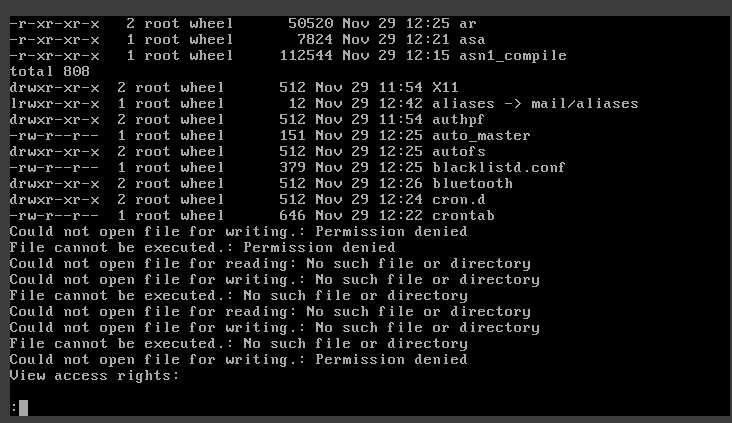 -r-xr-xr-x   2 root wheel      50520 Nov 29 12:25 ar
-r-xr-xr-x   1 root wheel       7824 Nov 29 12:21 asa
-r-xr-xr-x   1 root wheel     112544 Nov 29 12:15 asn1_compile
total 808
drwxr-xr-x  2 root wheel      512 Nov 29 11:54 X11
lrwxr-xr-x  1 root wheel       12 Nov 29 12:42 aliases -> mail/aliases
drwxr-xr-x  2 root wheel      512 Nov 29 11:54 authpf
-rw-r--r--  1 root wheel      151 Nov 29 12:25 auto_master
drwxr-xr-x  2 root wheel      512 Nov 29 12:25 autofs
-rw-r--r--  1 root wheel      379 Nov 29 12:25 blacklistd.conf
drwxr-xr-x  2 root wheel      512 Nov 29 12:26 bluetooth
drwxr-xr-x  2 root wheel      512 Nov 29 12:24 cron.d
-rw-r--r--  1 root wheel      646 Nov 29 12:22 crontab
Could not open file for writing.: Permission denied
File cannot be executed.: Permission denied
Could not open file for reading: No such file or directory
Could not open file for writing.: No such file or directory
File cannot be executed.: No such file or directory
Could not open file for reading: No such file or directory
Could not open file for writing.: No such file or directory
File cannot be executed.: No such file or directory
Could not open file for writing.: Permission denied
View access rights:
: